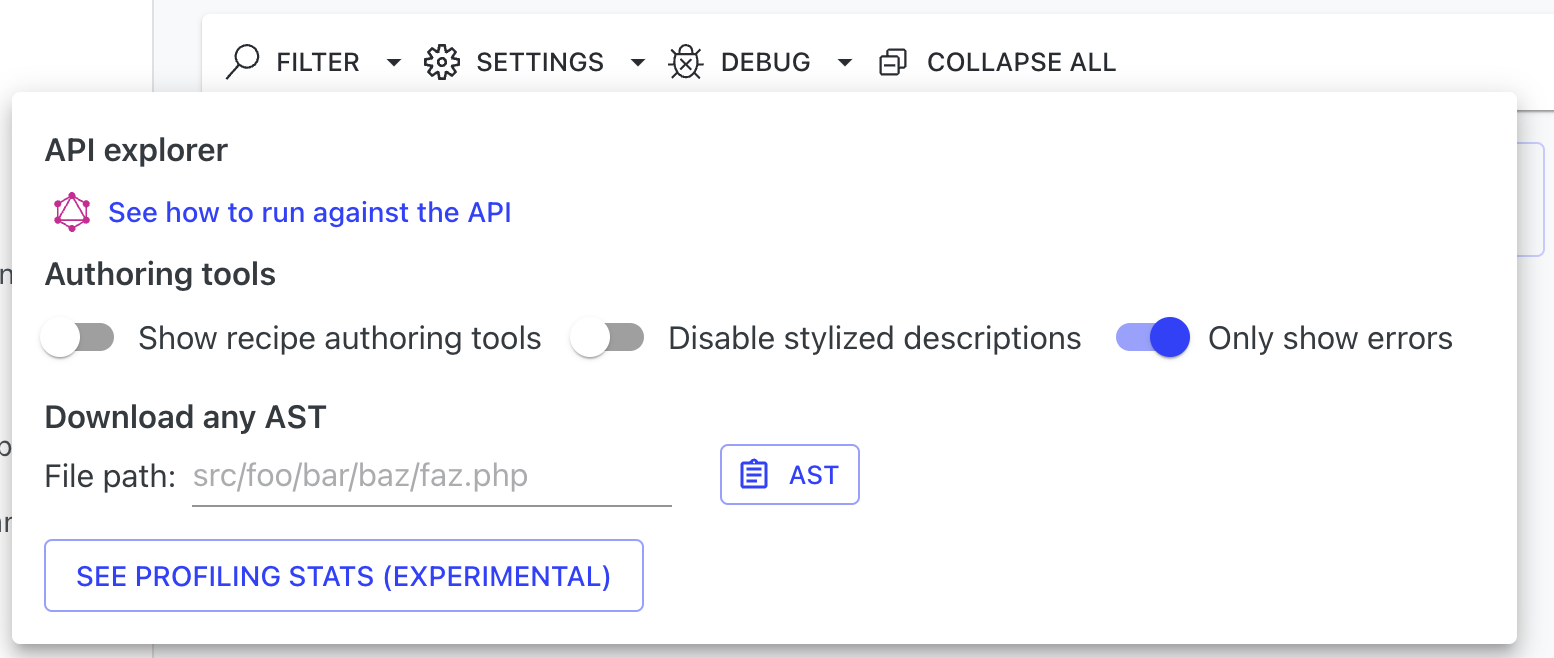 FILTER SETTINGS DEBUG COLLAPSE ALL
API explorer
See how to run against the API
Authoring tools
Show recipe authoring tools Disable stylized descriptions Only show errors
Download any AST
File path: src/foo/bar/baz/faz.php AST
SEE PROFILING STATS (EXPERIMENTAL)